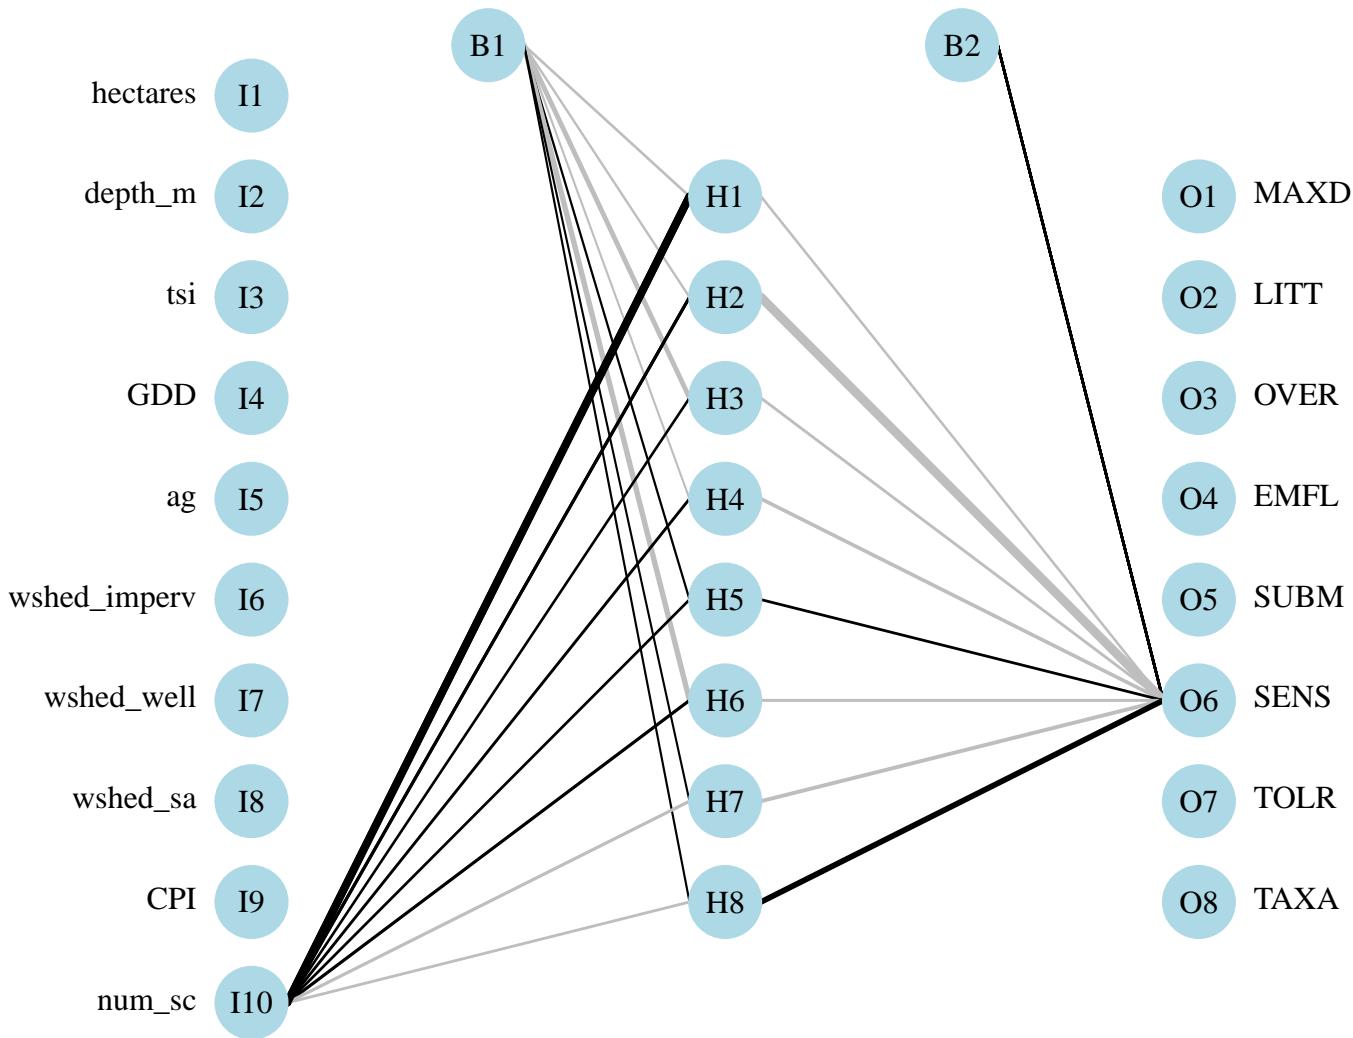 B1 B2
hectares I1
depth_m I2 H1 O1 MAXD
tsi I3 H2 O2 LITT
GDD I4 H3 O3 OVER
ag I5 H4 O4 EMFL
wshed_imperv I6 H5 O5 SUBM
wshed_well I7 H6 O6 SENS
wshed_sa I8 H7 O7 TOLR
CPI I9 H8 O8 TAXA
num_sc I10